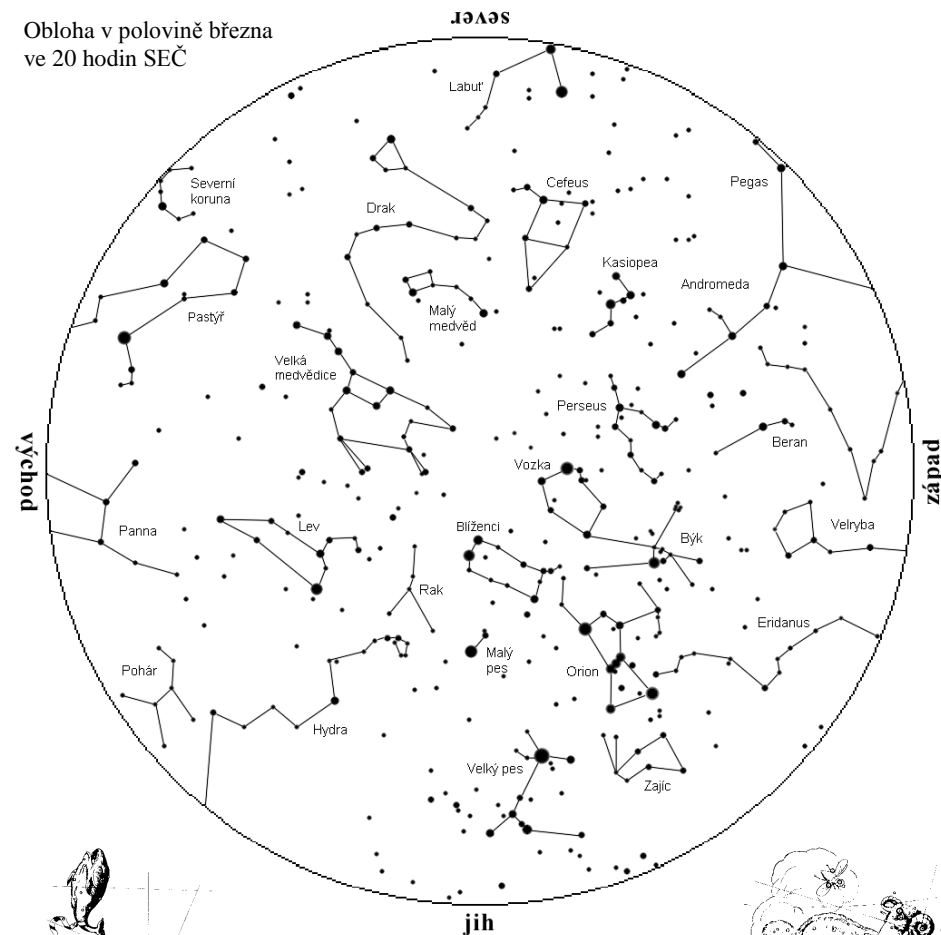 Obloha v polovině března
ve 20 hodin SEČ
sever
Labuť
Severní
koruna
Drak
Cefeus
Pegas
Kasiopea
Andromeda
Malý
medvěd
Pastýř
Velká
medvědice
Perseus
Beran
východ
západ
Vozka
Lev
Blíženci
Býk
Velryba
Panna
Rak
Eridanus
Malý
pes
Orion
Pohár
Hydra
Velký pes
Zajíc
jih